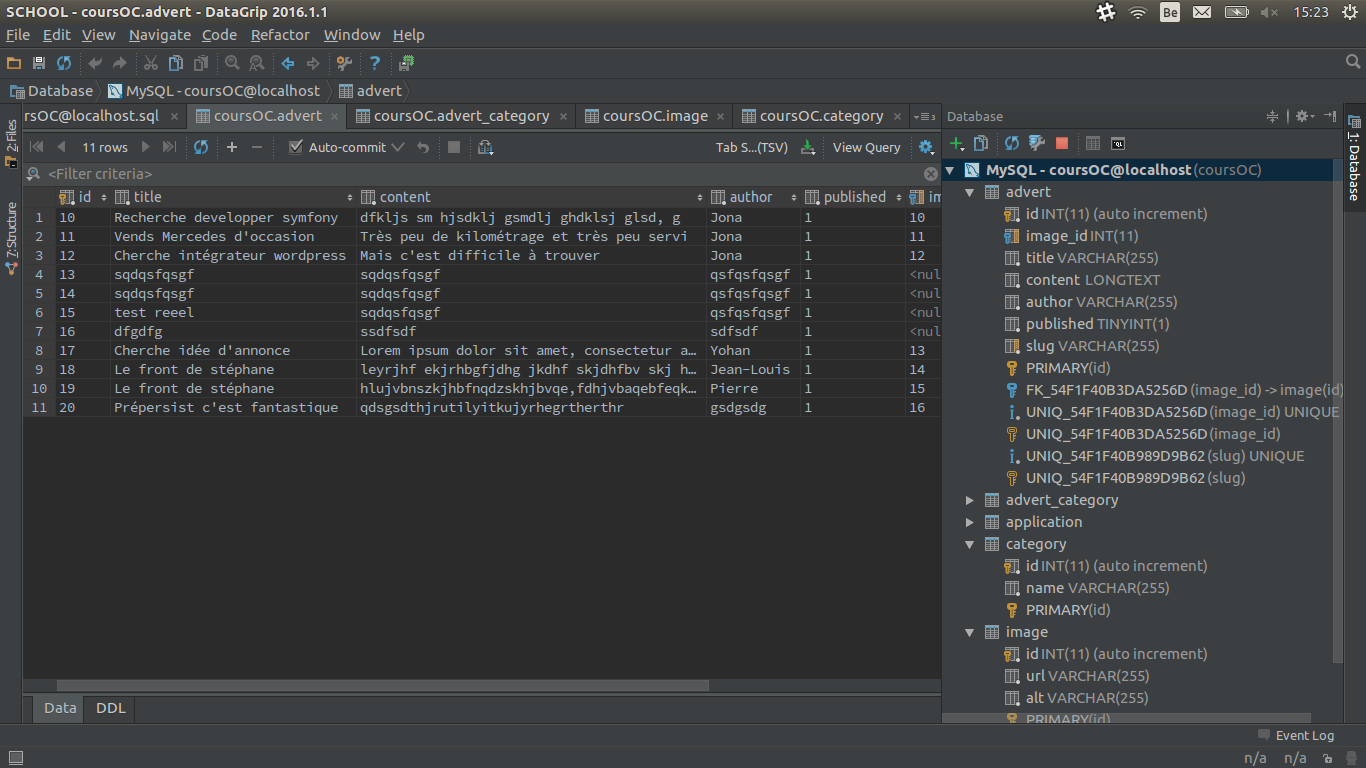 SCHOOL - coursOC.advert - DataGrip 2016.1.1
Be
15:23
File Edit View Navigate Code Refactor Window Help
Database MySQL - coursOC@localhost advert
2: Files
7: Structure
rsOC@localhost.sql coursOC.advert coursOC.advert_category coursOC.image coursOC.category
11 rows Auto-commit Tab S...(TSV) View Query
<Filter criteria>
id title content author published im
1 10 Recherche developper symfony dfkljs sm hjsdklj gsmdlj ghdklsj glsd, g Jona 1 10
2 11 Vends Mercedes d'occasion Très peu de kilométrage et très peu servi Jona 1 11
3 12 Cherche intégrateur wordpress Mais c'est difficile à trouver Jona 1 12
4 13 sqdqsfqsgf sqdqsfqsgf qsfqsfqsgf 1 <nul
5 14 sqdqsfqsgf sqdqsfqsgf qsfqsfqsgf 1 <nul
6 15 test reeel sqdqsfqsgf qsfqsfqsgf 1 <nul
7 16 dfgdfg ssdfsdf sdfsdf 1 <nul
8 17 Cherche idée d'annonce Lorem ipsum dolor sit amet, consectetur a… Yohan 1 13
9 18 Le front de stéphane leyrjhf ekjrhbgfjdhg jkdhf skjdhfbv skj h… Jean-Louis 1 14
10 19 Le front de stéphane hlujvbnszkjhbfnqdzskhjbvqe,fdhjvbaqebfeqk… Pierre 1 15
11 20 Prépersist c'est fantastique qdsgsdthjrutilyitkujyrhegrtherthr gsdgsdg 1 16
Data DDL
Database
MySQL - coursOC@localhost (coursOC)
advert
id INT(11) (auto increment)
image_id INT(11)
title VARCHAR(255)
content LONGTEXT
author VARCHAR(255)
published TINYINT(1)
slug VARCHAR(255)
PRIMARY (id)
FK_54F1F40B3DA5256D (image_id) -> image(id)
UNIQ_54F1F40B3DA5256D (image_id) UNIQUE
UNIQ_54F1F40B3DA5256D (image_id)
UNIQ_54F1F40B989D9B62 (slug) UNIQUE
UNIQ_54F1F40B989D9B62 (slug)
advert_category
application
category
id INT(11) (auto increment)
name VARCHAR(255)
PRIMARY (id)
image
id INT(11) (auto increment)
url VARCHAR(255)
alt VARCHAR(255)
PRIMARY (id)
1: Database
Event Log
n/a n/a